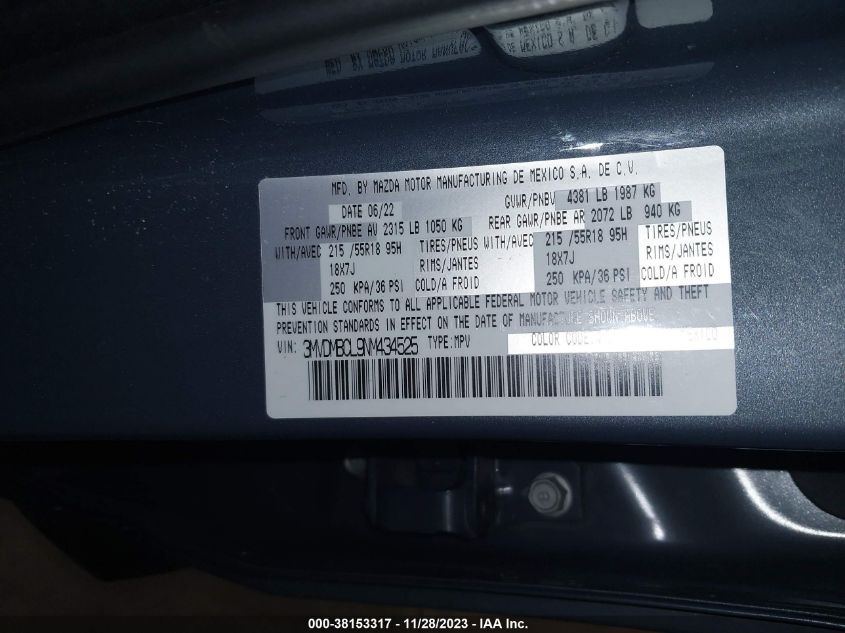 MFD. BY MAZDA MOTOR MANUFACTURING DE MEXICO S.A. DE C.V.
DATE 06/22 GVWR/PNBV 4381 LB 1987 KG
FRONT GAWR/PNBE AV 2315 LB 1050 KG REAR GAWR/PNBE AR 2072 LB 940 KG
WITH/AVEC 215 /55R18 95H TIRES/PNEUS WITH/AVEC 215 /55R18 95H TIRES/PNEUS
18X7J RIMS/JANTES 18X7J RIMS/JANTES
250 KPA/36 PSI COLD/A FROID 250 KPA/36 PSI COLD/A FROID
THIS VEHICLE CONFORMS TO ALL APPLICABLE FEDERAL MOTOR VEHICLE SAFETY AND THEFT
PREVENTION STANDARDS IN EFFECT ON THE DATE OF MANUFACTURE SHOWN ABOVE
VIN: 3MVDMBCL9NM434525 TYPE: MPV COLOR CODE:
000-38153317 - 11/28/2023 - IAA Inc.